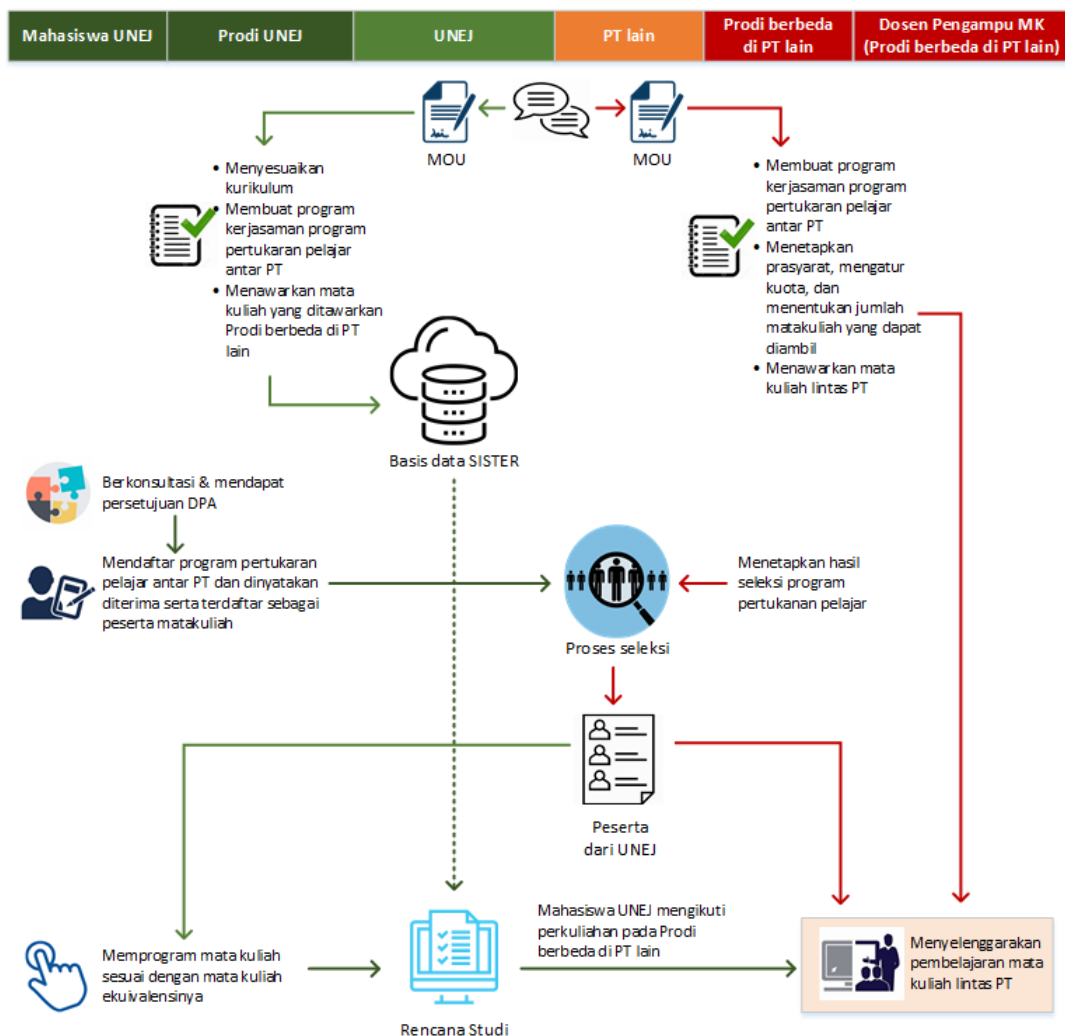 Mahasiswa UNEJ
Prodi UNEJ
UNEJ
PT lain
Prodi berbeda
di PT lain
Dosen Pengampu MK
(Prodi berbeda di PT lain)
MOU
MOU
• Menyesuaikan
kurikulum
• Membuat program
kerjasaman program
pertukaran pelajar
antar PT
• Menawarkan mata
kuliah yang ditawarkan
Prodi berbeda di PT
lain
• Membuat program
kerjasaman program
pertukaran pelajar
antar PT
• Menetapkan
prasyarat, mengatur
kuota, dan
menentukan jumlah
matakuliah yang dapat
diambil
• Menawarkan mata
kuliah lintas PT
Basis data SISTER
Berkonsultasi & mendapat
persetujuan DPA
Mendaftar program pertukaran
pelajar antar PT dan dinyatakan
diterima serta terdaftar sebagai
peserta matakuliah
Menetapkan hasil
seleksi program
pertukanan pelajar
Proses seleksi
Peserta
dari UNEJ
Memprogram mata kuliah
sesuai dengan mata kuliah
ekuivalensinya
Mahasiswa UNEJ mengikuti
perkuliahan pada Prodi
berbeda di PT lain
Menyelenggarakan
pembelajaran mata
kuliah lintas PT
Rencana Studi